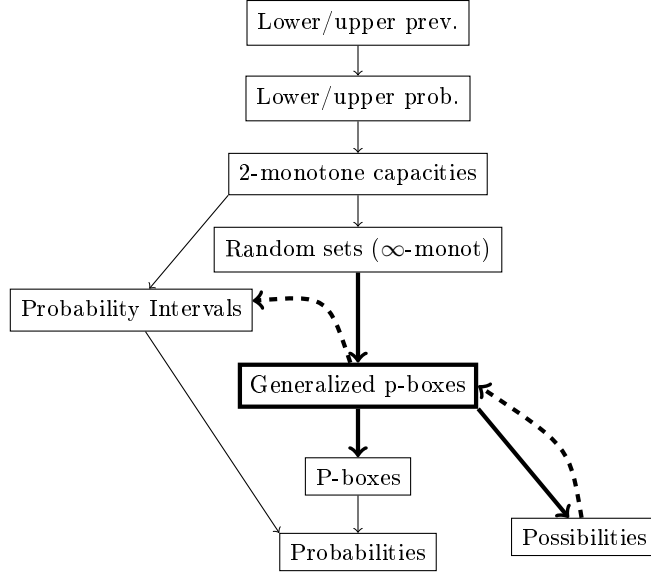 Lower/upper prev.
Lower/upper prob.
2-monotone capacities
Random sets (∞-monot)
Probability Intervals
Generalized p-boxes
P-boxes
Possibilities
Probabilities